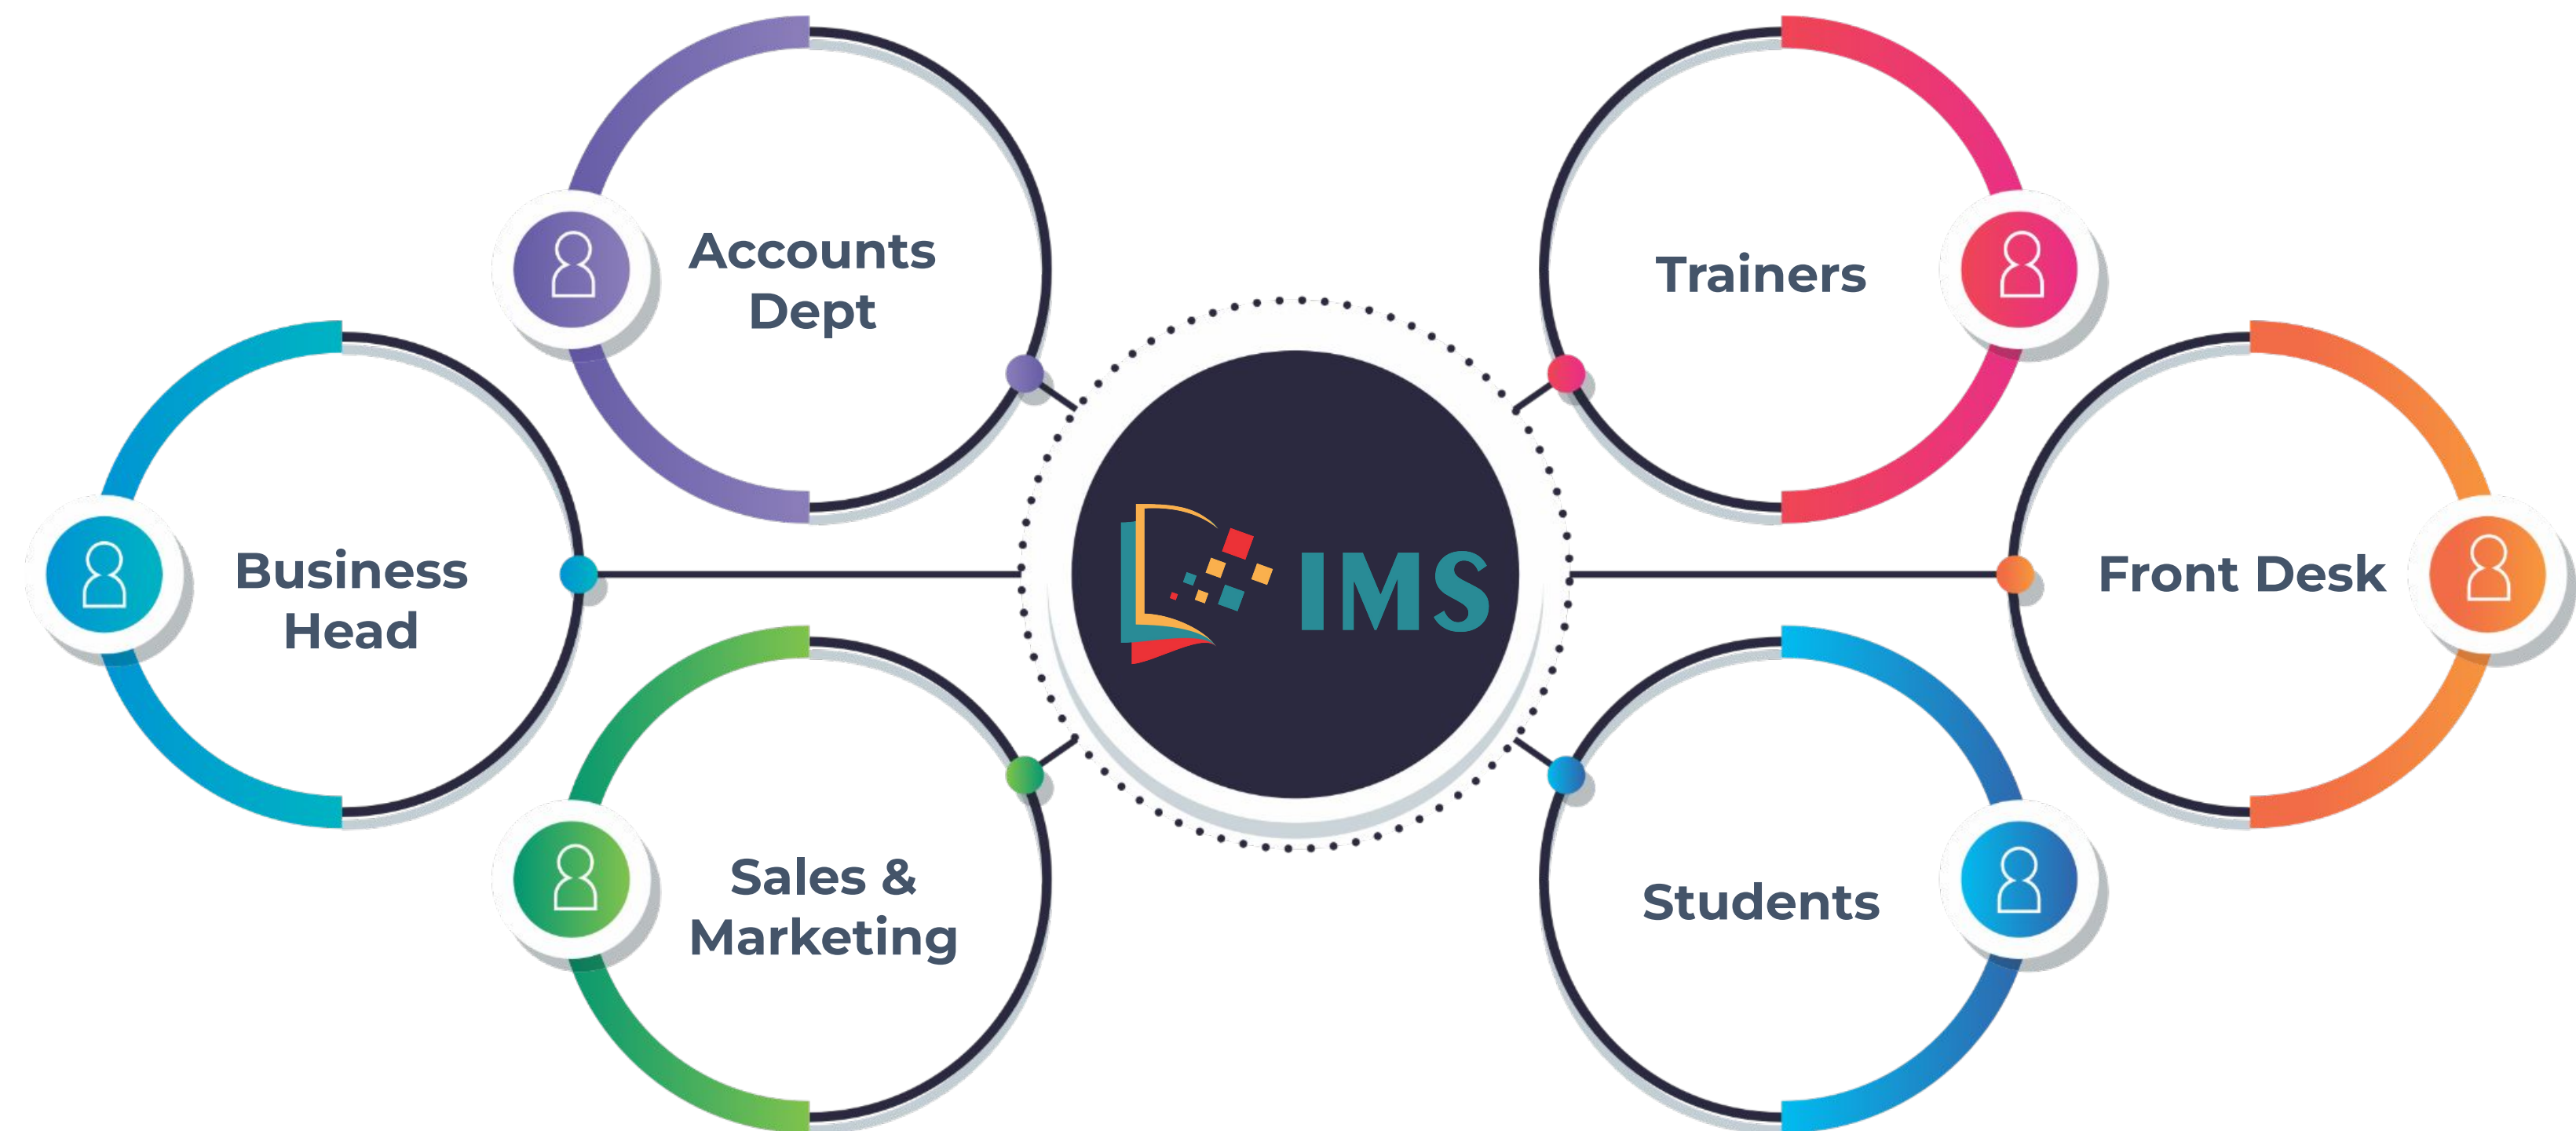 Accounts
Dept
Trainers
Business
Head
IMS
Front Desk
Sales &
Marketing
Students